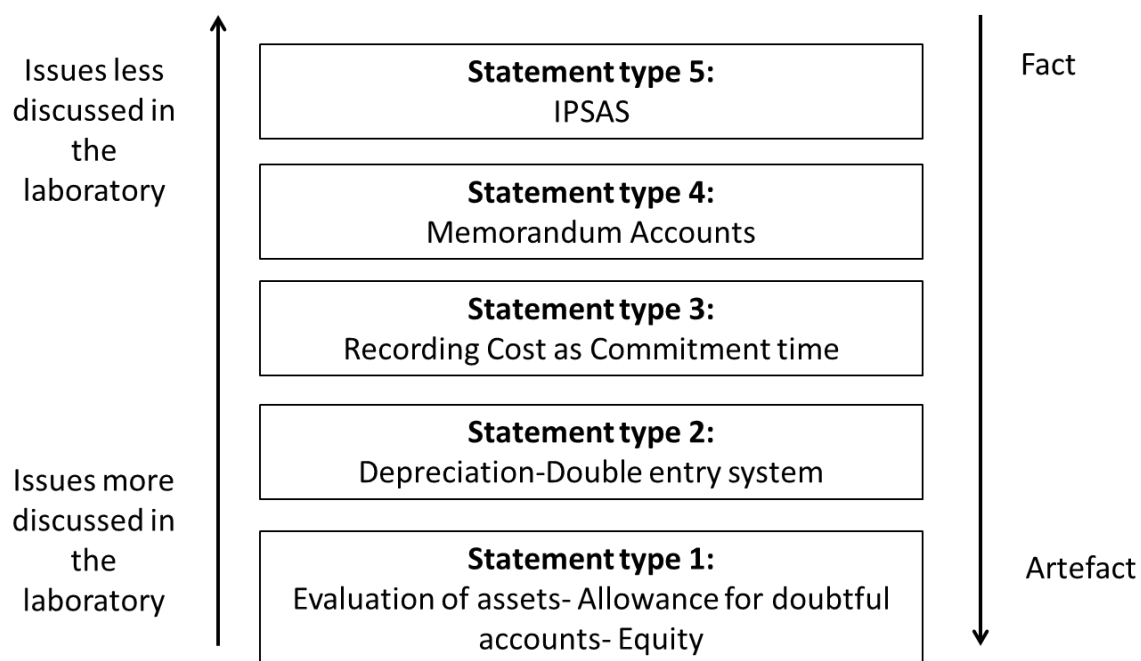 Issues less
discussed in
the
laboratory
Issues more
discussed in
the
laboratory
Statement type 5:
IPSAS
Statement type 4:
Memorandum Accounts
Statement type 3:
Recording Cost as Commitment time
Statement type 2:
Depreciation-Double entry system
Statement type 1:
Evaluation of assets- Allowance for doubtful
accounts- Equity
Fact
Artefact